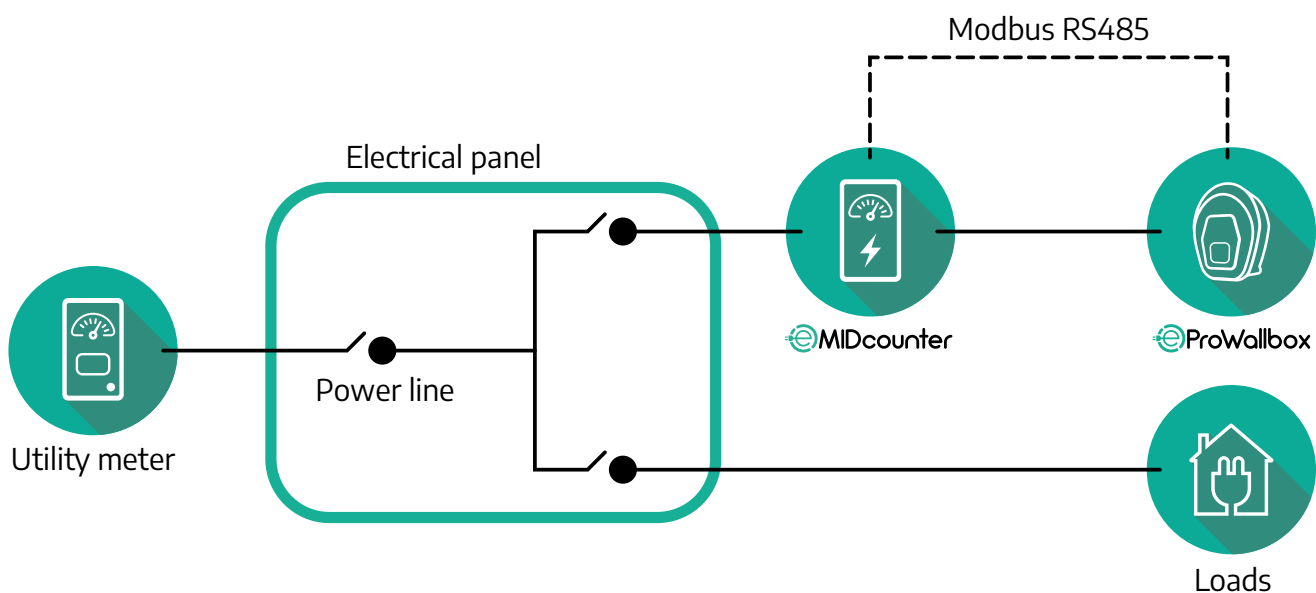 Modbus RS485
Electrical panel
eMIDcounter
eProWallbox
Power line
Utility meter
Loads